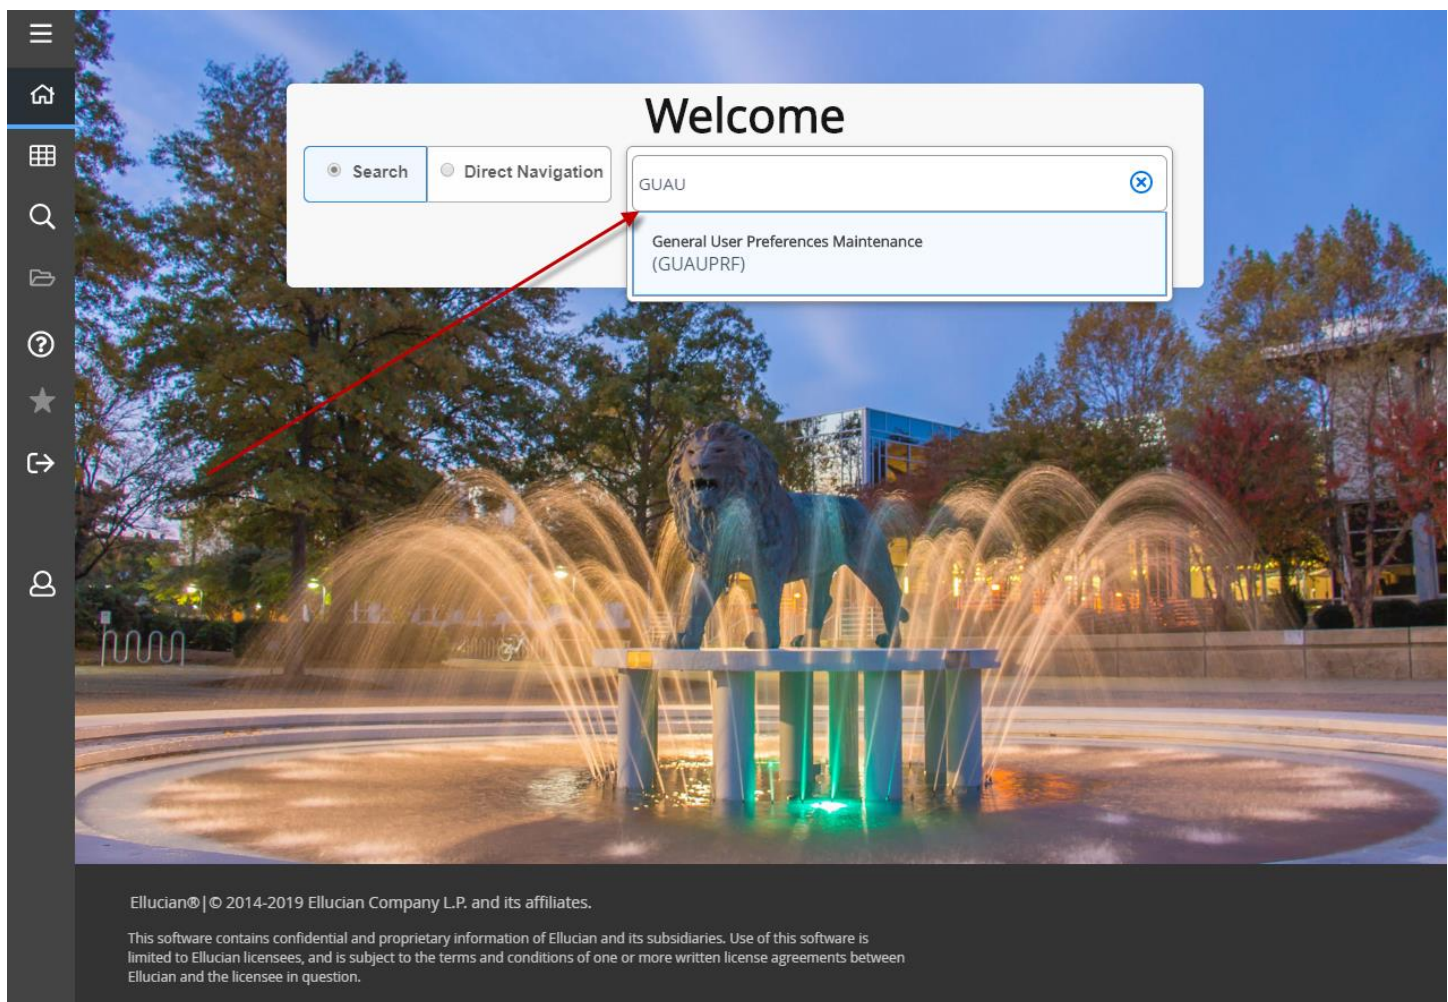 Welcome
Search
Direct Navigation
GUAU
General User Preferences Maintenance
(GUAUPRF)
Ellucian®|© 2014-2019 Ellucian Company L.P. and its affiliates.
This software contains confidential and proprietary information of Ellucian and its subsidiaries. Use of this software is
limited to Ellucian licensees, and is subject to the terms and conditions of one or more written license agreements between
Ellucian and the licensee in question.